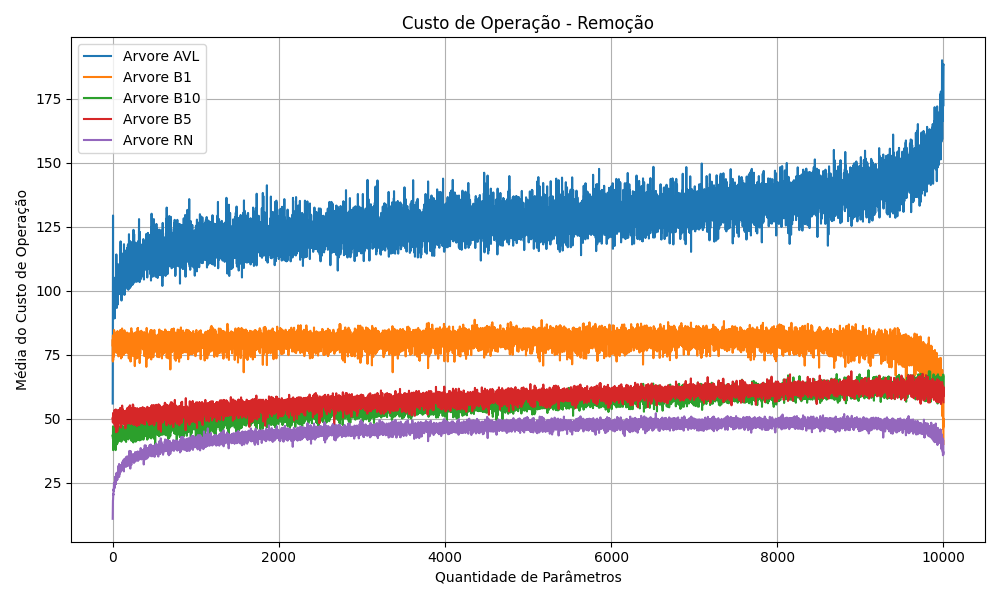 Custo de Operação - Remoção
Arvore AVL
Arvore B1
Arvore B10
Arvore B5
Arvore RN
Média do Custo de Operação
175
150
125
100
75
50
25
0
2000
4000
6000
8000
10000
Quantidade de Parâmetros